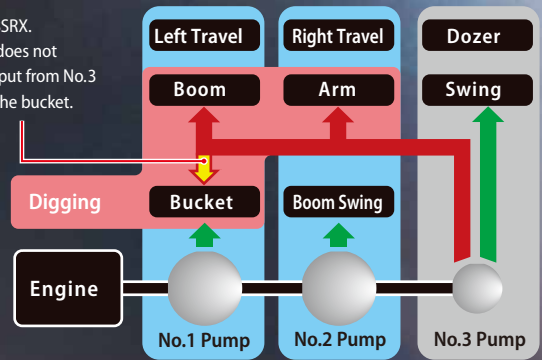 SRX.
does not
put from No.3
he bucket.
Left Travel
Right Travel
Dozer
Boom
Arm
Swing
Digging
Bucket
Boom Swing
Engine
No.1 Pump
No.2 Pump
No.3 Pump